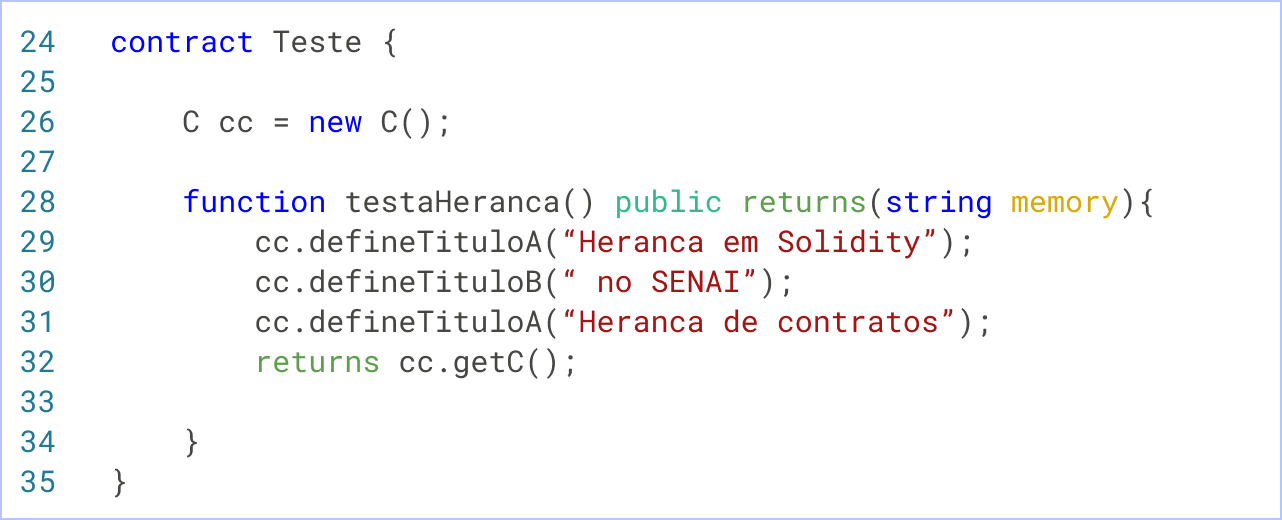 24 contract Teste {
25
26 C cc = new C();
27
28 function testaHeranca() public returns(string memory){
29 cc.defineTituloA(“Heranca em Solidity”);
30 cc.defineTituloB(“ no SENAI”);
31 cc.defineTituloA(“Heranca de contratos”);
32 returns cc.getC();
33
34 }
35 }